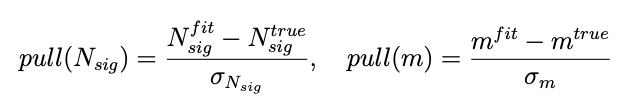 pull(N_{sig}) = \frac{N_{sig}^{fit} - N_{sig}^{true}}{\sigma_{N_{sig}}}, \quad pull(m) = \frac{m^{fit} - m^{true}}{\sigma_m}